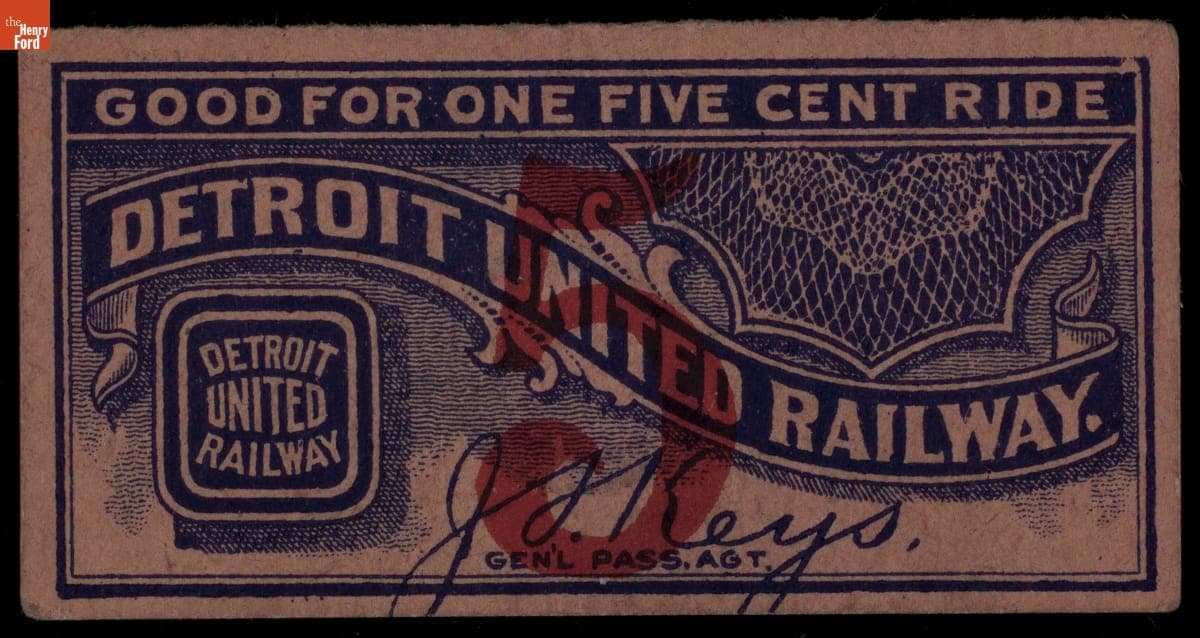 the
Henry
Ford
GOOD FOR ONE FIVE CENT RIDE
DETROIT UNITED RAILWAY.
DETROIT
UNITED
RAILWAY
5
J. J. Keys.
GEN'L PASS. AGT.